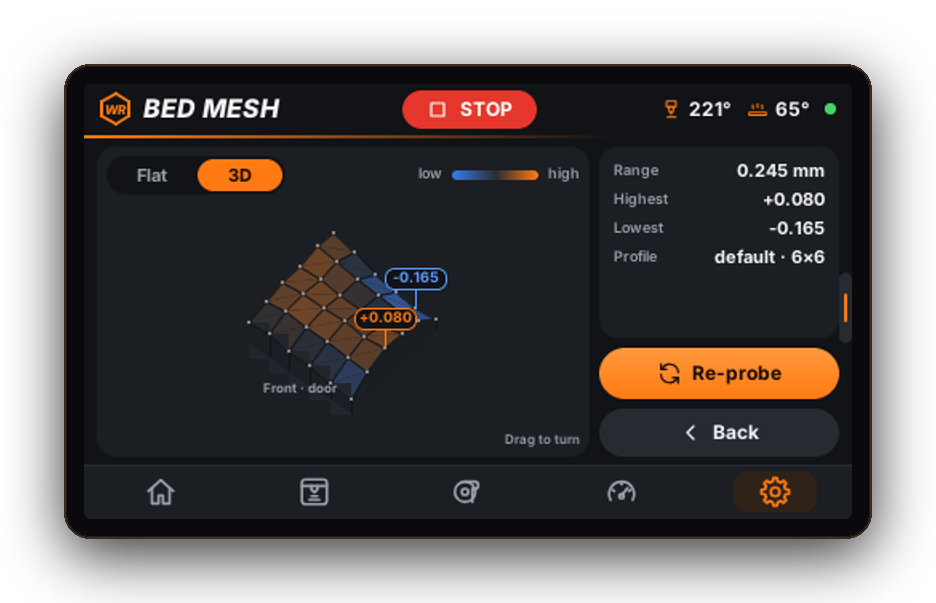 WR BED MESH
STOP
221° 65°
Flat 3D
low high
-0.165
+0.080
Front · door
Drag to turn
Range 0.245 mm
Highest +0.080
Lowest -0.165
Profile default · 6×6
Re-probe
Back